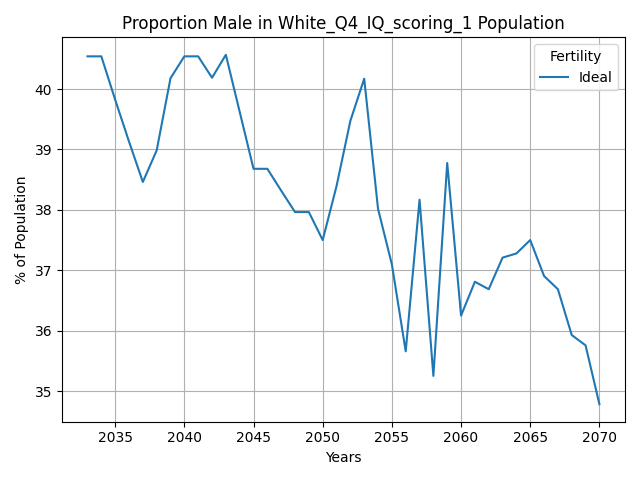 Proportion Male in White_Q4_IQ_scoring_1 Population
Fertility
Ideal
% of Population
40
39
38
37
36
35
2035 2040 2045 2050 2055 2060 2065 2070
Years